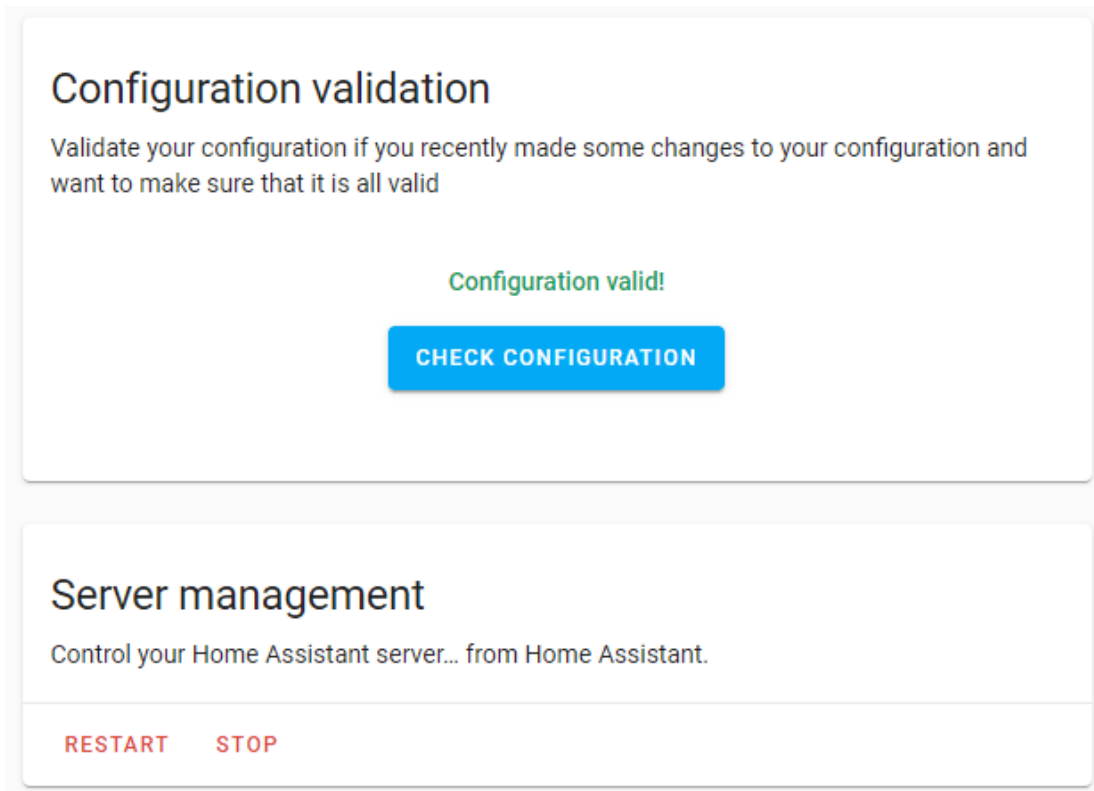 Configuration validation
Validate your configuration if you recently made some changes to your configuration and
want to make sure that it is all valid
Configuration valid!
CHECK CONFIGURATION
Server management
Control your Home Assistant server... from Home Assistant.
RESTART STOP